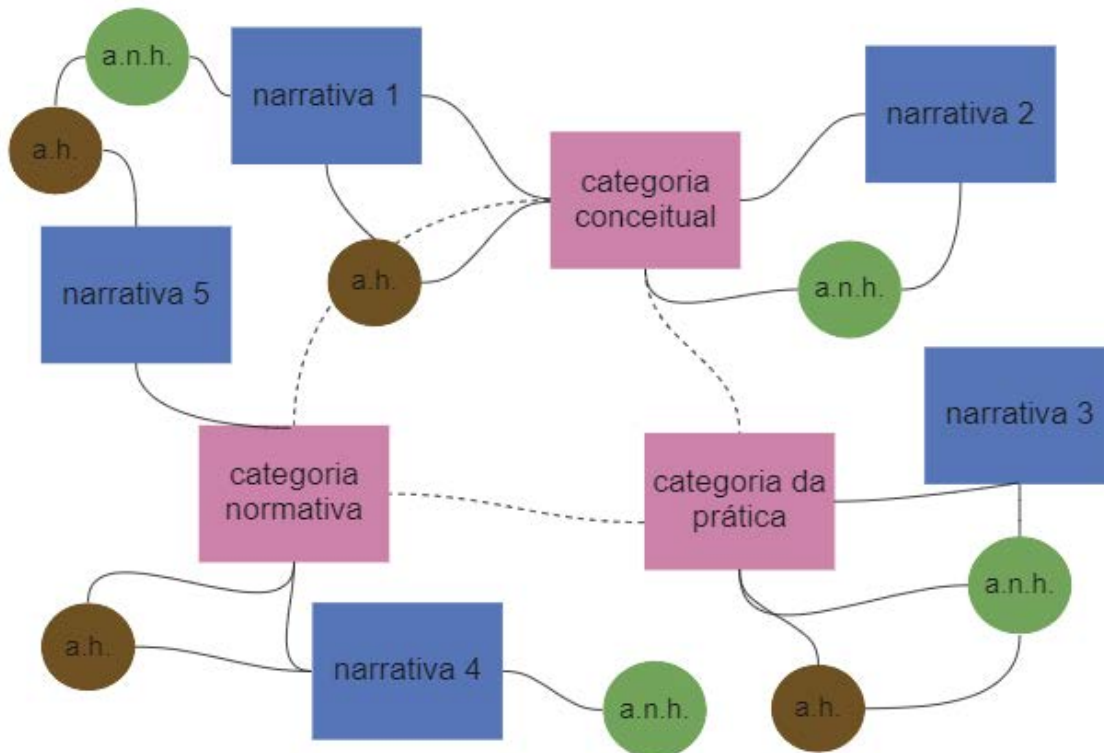 a.n.h.
narrativa 1
narrativa 2
a.h.
categoria
conceitual
narrativa 5
a.h.
a.n.h.
narrativa 3
categoria
normativa
categoria da
prática
a.n.h.
a.h.
narrativa 4
a.n.h.
a.h.